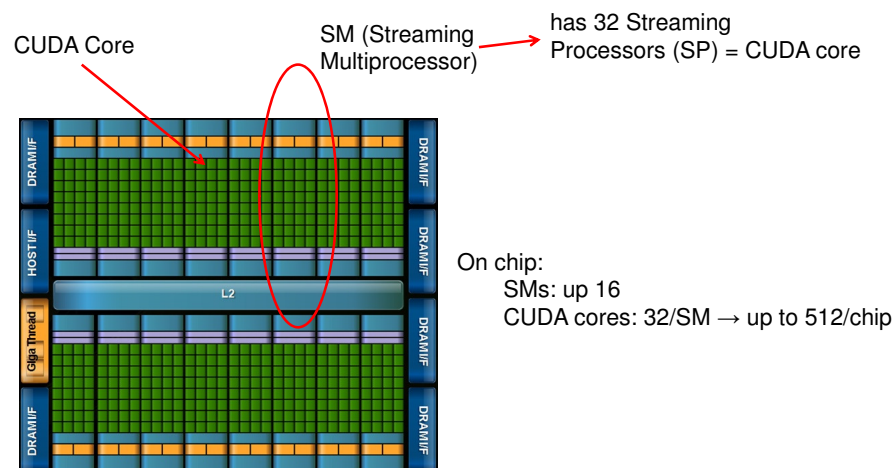 CUDA Core
SM (Streaming
Multiprocessor)
has 32 Streaming
Processors (SP) = CUDA core
DRAM I/F
HOST I/F
Giga Thread
DRAM I/F
L2
DRAM I/F
DRAM I/F
DRAM I/F
DRAM I/F
On chip:
SMs: up 16
CUDA cores: 32/SM → up to 512/chip